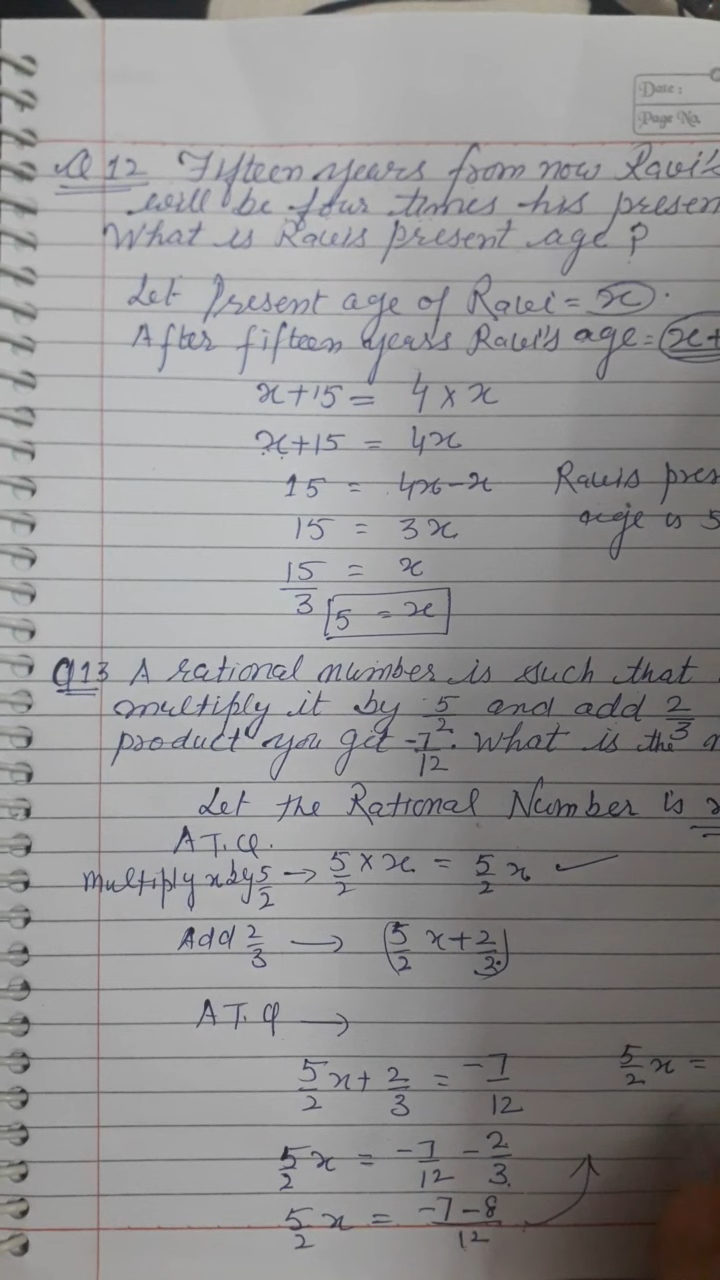 Date :
Page No.
Q 12 Fifteen years from now Ravi's
will be four times his presen
What is Ravis present age ?
Let Present age of Ravi = x .
After fifteen years Ravi's age = x +
x + 15 = 4 × x
x + 15 = 4x
15 = 4x - x
Ravis pres
age is 5
15 = 3x
15/3 = x
5 = x
Q13 A rational number is such that
multiply it by 5/2 and add 2/3
product you get -7/12. What is the
Let the Rational Number is x
A T. Q.
Multiply x by 5/2 → 5/2 × x = 5/2 x ✓
Add 2/3 → (5/2 x + 2/3)
A T. Q →
5/2 x + 2/3 = -7/12
5/2 x =
5/2 x = -7/12 - 2/3
5/2 x = -7-8/12